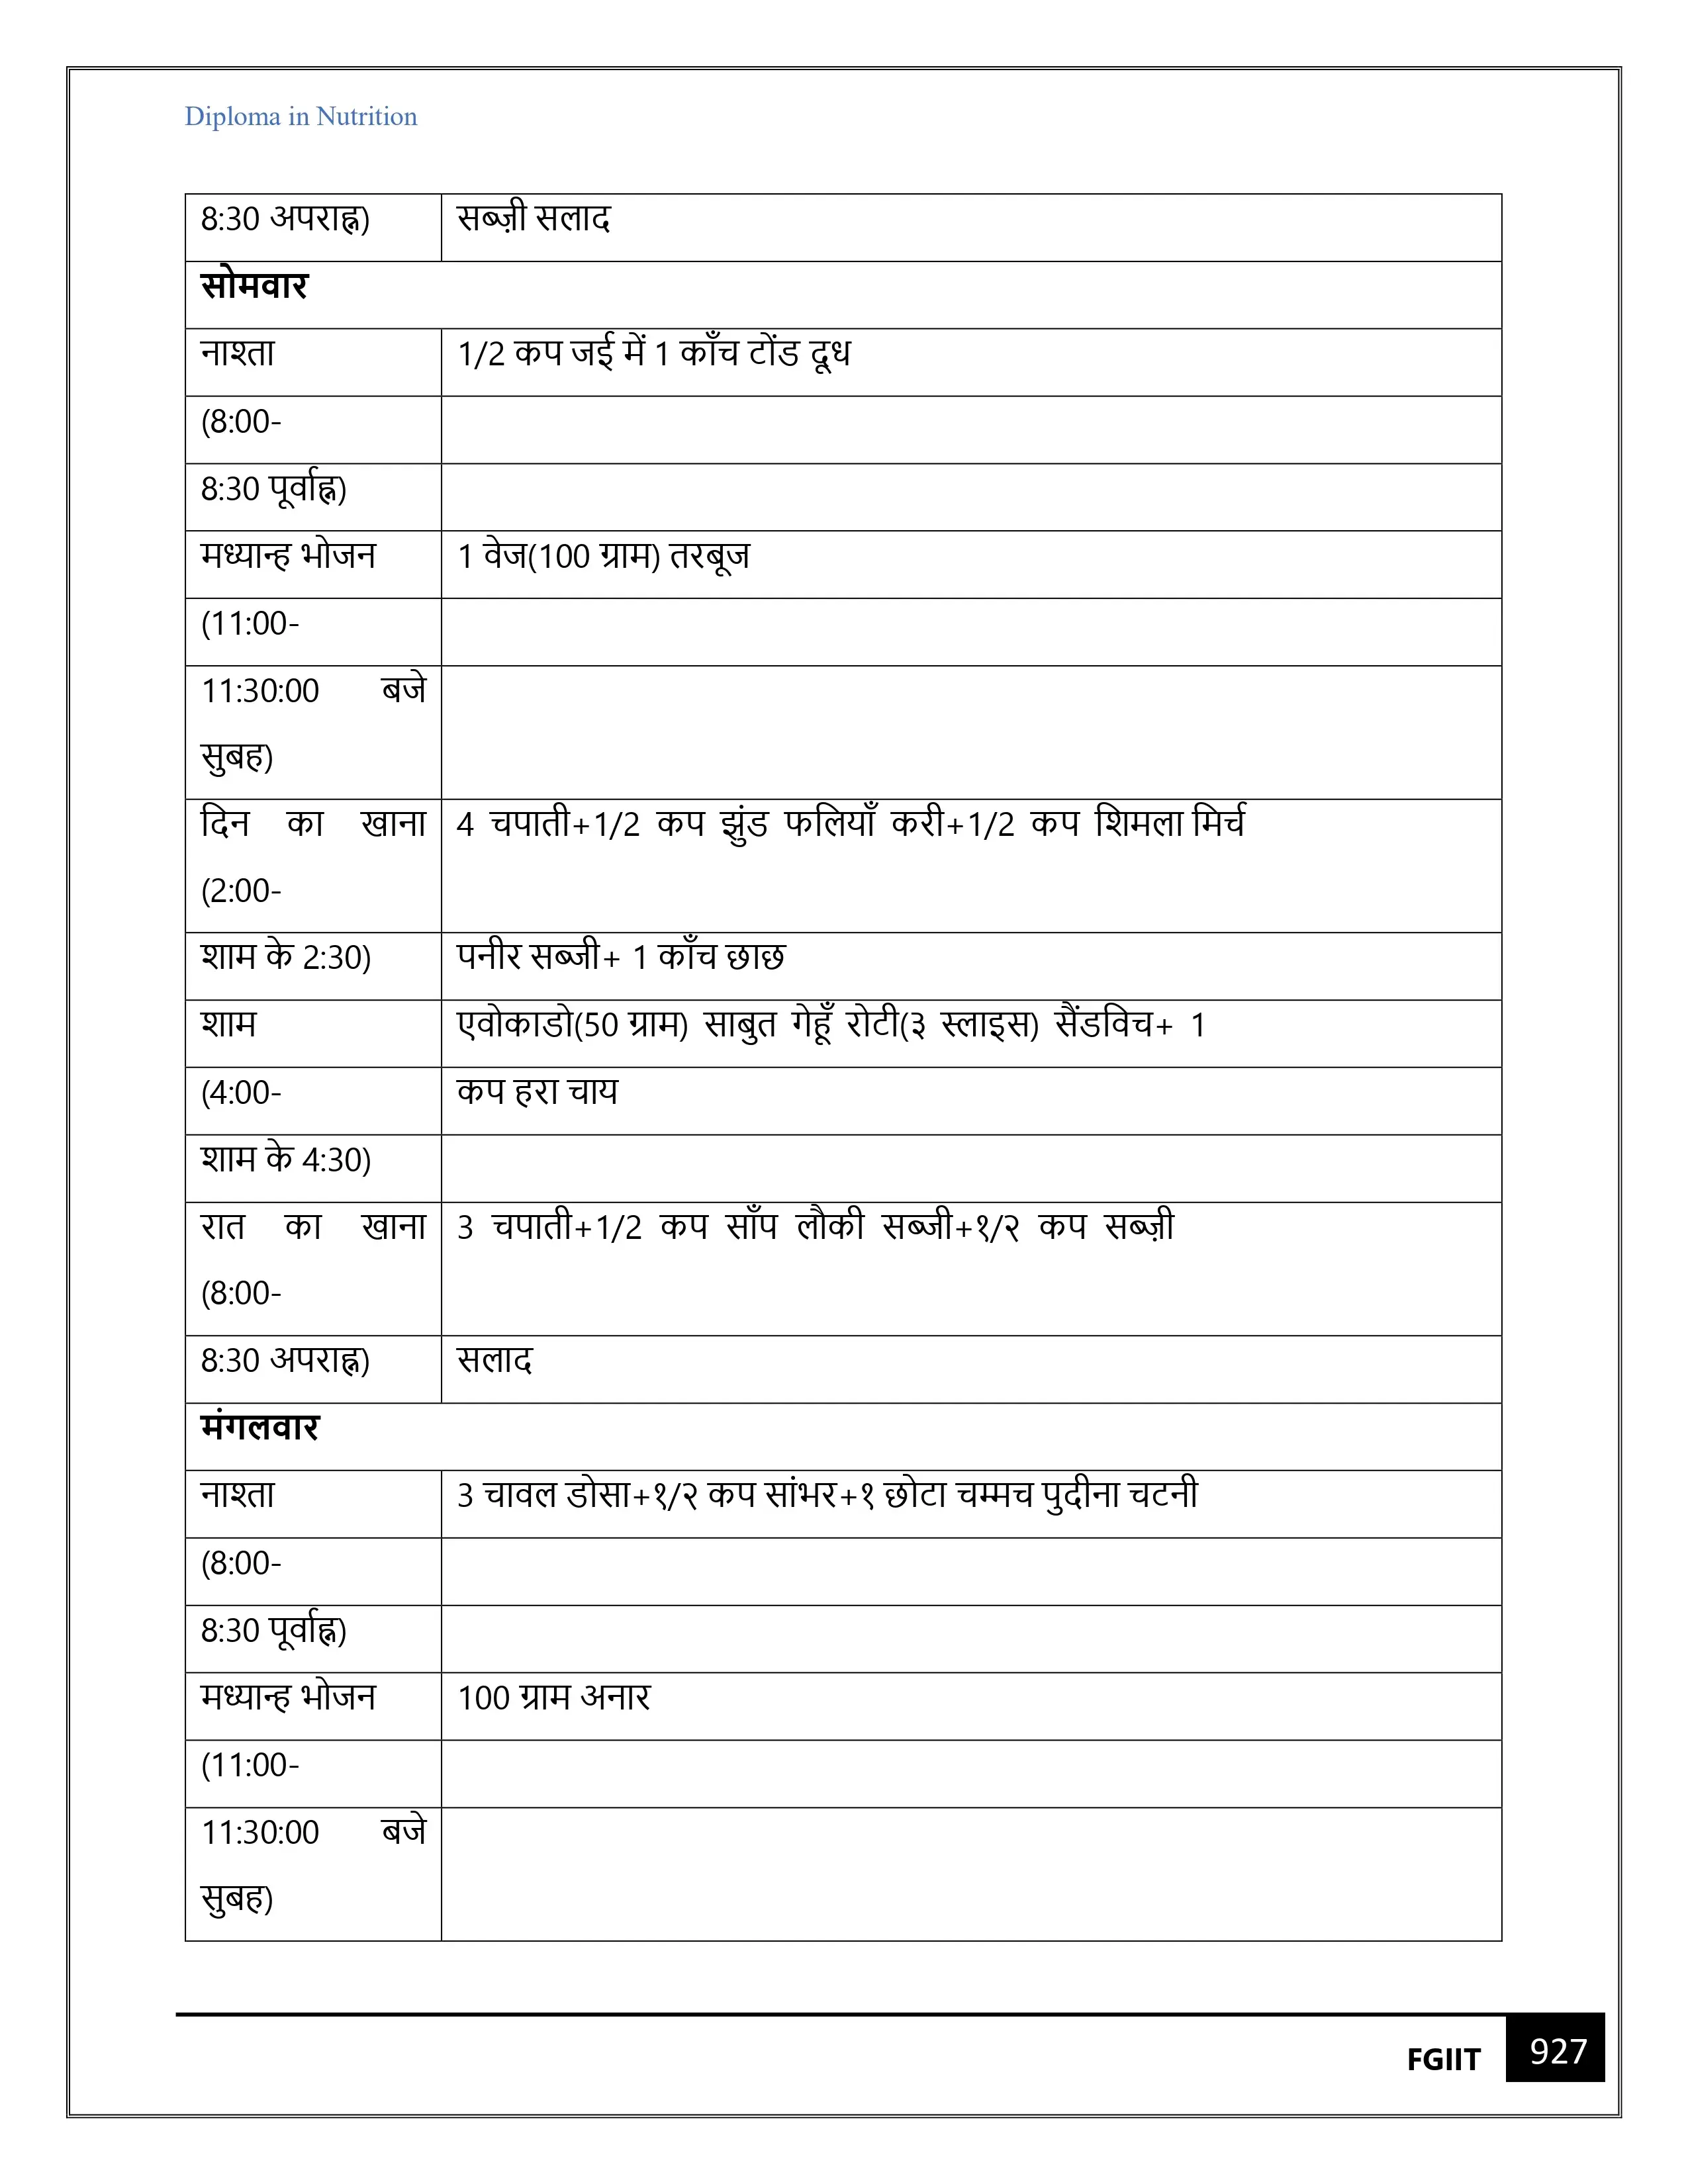 Diploma in Nutrition
8:30 अपराह्न) सब्ज़ी सलाद
सोमवार
नाश्ता 1/2 कप जई में 1 काँच टोंड दूध
(8:00-
8:30 पूर्वाह्न)
मध्यान्ह भोजन 1 वेज(100 ग्राम) तरबूज
(11:00-
11:30:00 बजे
सुबह)
दिन का खाना 4 चपाती+1/2 कप झुंड फलियाँ करी+1/2 कप शिमला मिर्च
(2:00-
शाम के 2:30) पनीर सब्जी+ 1 काँच छाछ
शाम एवोकाडो(50 ग्राम) साबुत गेहूँ रोटी(३ स्लाइस) सैंडविच+ 1
(4:00- कप हरा चाय
शाम के 4:30)
रात का खाना 3 चपाती+1/2 कप साँप लौकी सब्जी+१/२ कप सब्ज़ी
(8:00-
8:30 अपराह्न) सलाद
मंगलवार
नाश्ता 3 चावल डोसा+१/२ कप सांभर+१ छोटा चम्मच पुदीना चटनी
(8:00-
8:30 पूर्वाह्न)
मध्यान्ह भोजन 100 ग्राम अनार
(11:00-
11:30:00 बजे
सुबह)
FGIIT 927